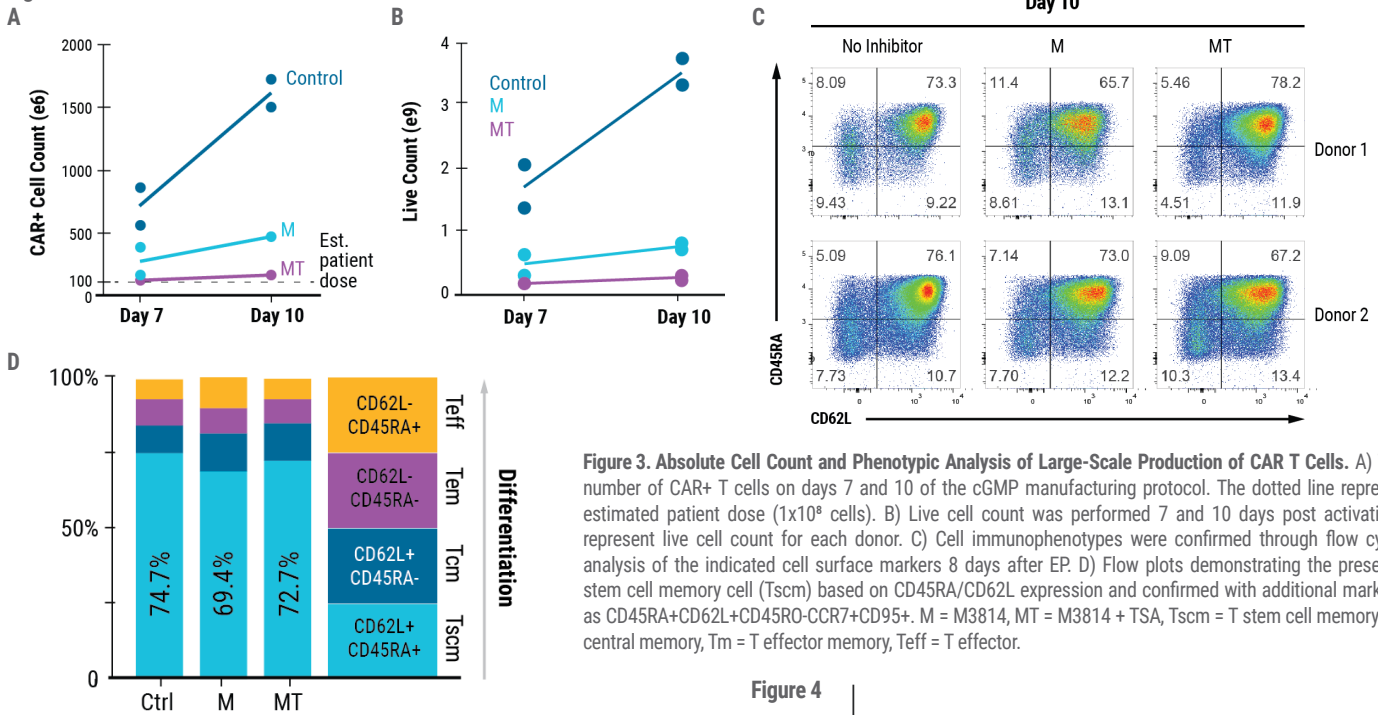 A
2000
1500
1000
500
100
0
CAR+ Cell Count (e6)
Control
M
MT
Est.
patient
dose
Day 7
Day 10
B
4
3
2
1
0
Live Count (e9)
Control
M
MT
Day 7
Day 10
C
Day 10
No Inhibitor
M
MT
8.09
73.3
9.43
9.22
11.4
65.7
8.61
13.1
5.46
78.2
4.51
11.9
Donor 1
5.09
76.1
7.73
10.7
7.14
73.0
7.70
12.2
9.09
67.2
10.3
13.4
Donor 2
CD45RA
CD62L
D
100%
50%
0
74.7%
69.4%
72.7%
Ctrl
M
MT
CD62L-
CD45RA+
Teff
CD62L-
CD45RA-
Tem
CD62L+
CD45RA-
Tcm
CD62L+
CD45RA+
Tscm
Differentiation
Figure 3. Absolute Cell Count and Phenotypic Analysis of Large-Scale Production of CAR T Cells. A)
number of CAR+ T cells on days 7 and 10 of the cGMP manufacturing protocol. The dotted line repre
estimated patient dose (1x10⁸ cells). B) Live cell count was performed 7 and 10 days post activati
represent live cell count for each donor. C) Cell immunophenotypes were confirmed through flow cy
analysis of the indicated cell surface markers 8 days after EP. D) Flow plots demonstrating the prese
stem cell memory cell (Tscm) based on CD45RA/CD62L expression and confirmed with additional mark
as CD45RA+CD62L+CD45RO-CCR7+CD95+. M = M3814, MT = M3814 + TSA, Tscm = T stem cell memory
central memory, Tm = T effector memory, Teff = T effector.
Figure 4